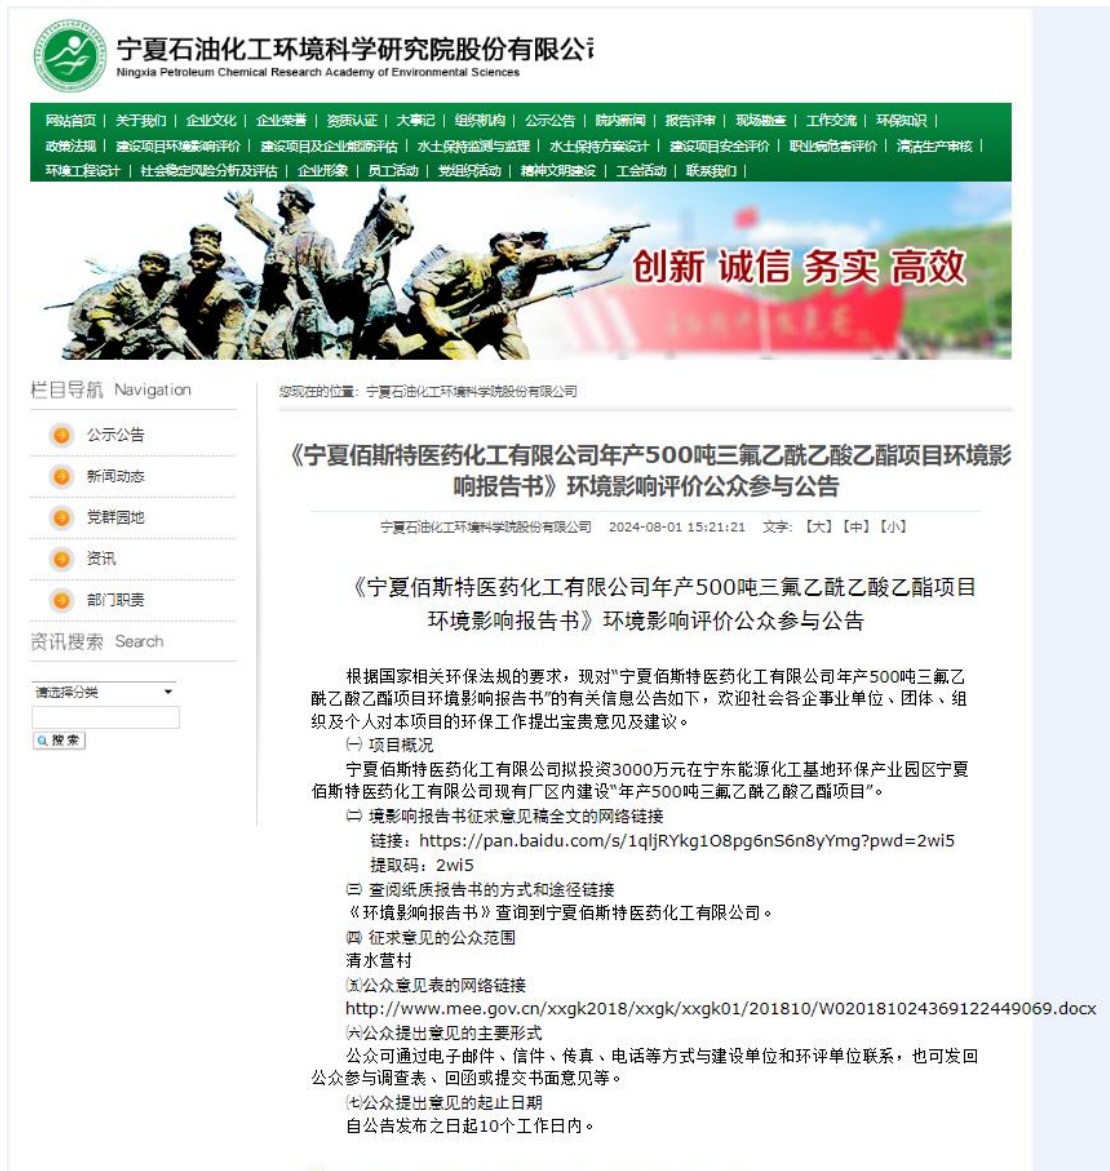 宁夏石油化工环境科学研究院股份有限公
Ningxia Petroleum Chemical Research Academy of Environmental Sciences
网站首页 | 关于我们 | 企业文化 | 企业荣誉 | 资质认证 | 大事记 | 组织机构 | 公示公告 | 院内新闻 | 报告评审 | 现场勘查 | 工作交流 | 环保知识 |
政策法规 | 建设项目环境影响评价 | 建设项目及企业能源评估 | 水土保持监测与监理 | 水土保持方案设计 | 建设项目安全评价 | 职业病危害评价 | 清洁生产审核 |
环境工程设计 | 社会稳定风险分析及评估 | 企业形象 | 员工活动 | 党组织活动 | 精神文明建设 | 工会活动 | 联系我们 |
创新 诚信 务实 高效
栏目导航 Navigation
公示公告
新闻动态
党群园地
资讯
部门职责
资讯搜索 Search
请选择分类
搜索
您现在的位置：宁夏石油化工环境科学院股份有限公司
《宁夏佰斯特医药化工有限公司年产500吨三氟乙酰乙酸乙酯项目环境影
响报告书》环境影响评价公众参与公告
宁夏石油化工环境科学院股份有限公司 2024-08-01 15:21:21 文字：【大】【中】【小】
《宁夏佰斯特医药化工有限公司年产500吨三氟乙酰乙酸乙酯项目
环境影响报告书》环境影响评价公众参与公告
根据国家相关环保法规的要求，现对“宁夏佰斯特医药化工有限公司年产500吨三氟乙
酰乙酸乙酯项目环境影响报告书”的有关信息公告如下，欢迎社会各企事业单位、团体、组
织及个人对本项目的环保工作提出宝贵意见及建议。
㈠ 项目概况
宁夏佰斯特医药化工有限公司拟投资3000万元在宁东能源化工基地环保产业园区宁夏
佰斯特医药化工有限公司现有厂区内建设“年产500吨三氟乙酰乙酸乙酯项目”。
㈡ 境影响报告书征求意见稿全文的网络链接
链接：https://pan.baidu.com/s/1qljRYkg1O8pg6nS6n8yYmg?pwd=2wi5
提取码：2wi5
㈢ 查阅纸质报告书的方式和途径链接
《环境影响报告书》查询到宁夏佰斯特医药化工有限公司。
㈣ 征求意见的公众范围
清水营村
㈤公众意见表的网络链接
http://www.mee.gov.cn/xxgk2018/xxgk/xxgk01/201810/W020181024369122449069.docx
㈥公众提出意见的主要形式
公众可通过电子邮件、信件、传真、电话等方式与建设单位和环评单位联系，也可发回
公众参与调查表、回函或提交书面意见等。
㈦公众提出意见的起止日期
自公告发布之日起10个工作日内。